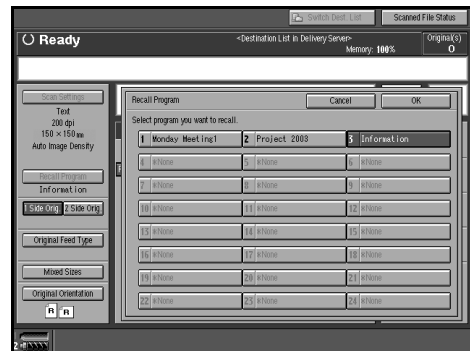 Switch Dest. List
Scanned File Status
Ready
<Destination List in Delivery Server>
Memory: 100%
Original(s)
0
Scan Settings
Text
200 dpi
150 × 150 mm
Auto Image Density
Recall Program
Information
1 Side Orig.
2 Side Orig.
Original Feed Type
Mixed Sizes
Original Orientation
R R
Recall Program
Cancel
OK
Select program you want to recall.
1 Monday Meeting1
2 Project 2003
3 Information
4 *None
5 *None
6 *None
7 *None
8 *None
9 *None
10 *None
11 *None
12 *None
13 *None
14 *None
15 *None
16 *None
17 *None
18 *None
19 *None
20 *None
21 *None
22 *None
23 *None
24 *None